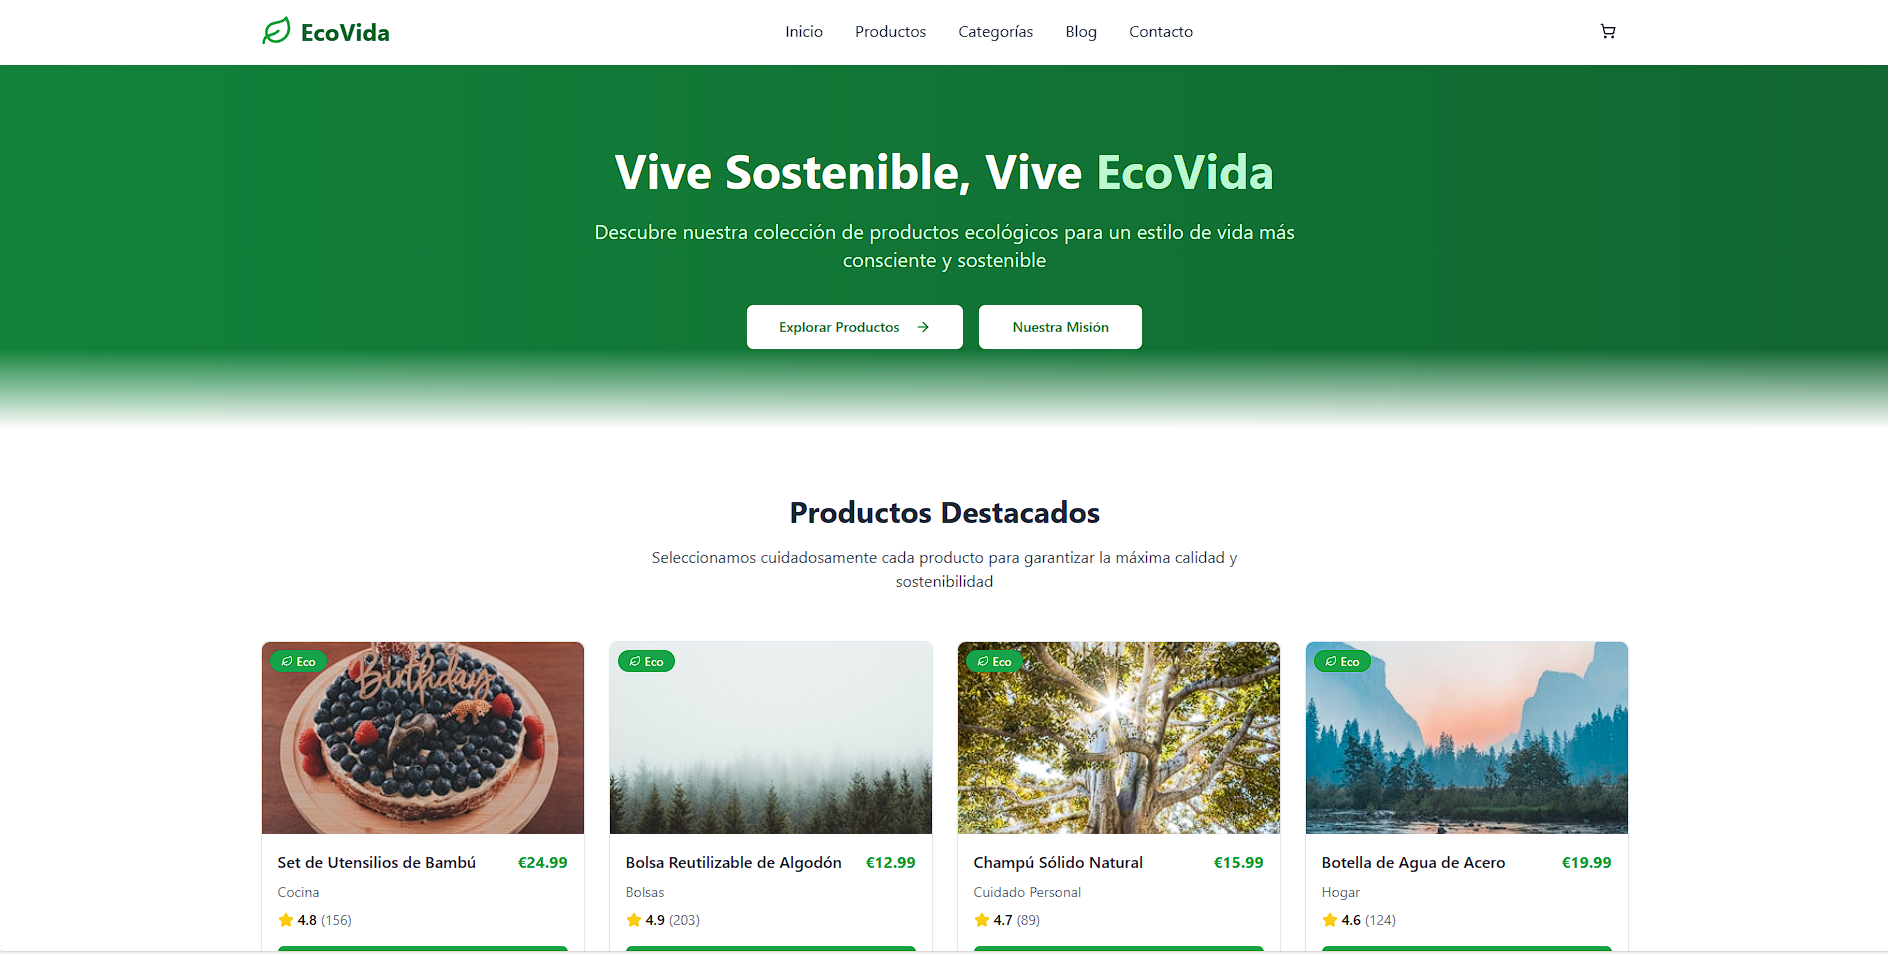 EcoVida
Inicio
Productos
Categorías
Blog
Contacto
Vive Sostenible, Vive EcoVida
Descubre nuestra colección de productos ecológicos para un estilo de vida más
consciente y sostenible
Explorar Productos
Nuestra Misión
Productos Destacados
Seleccionamos cuidadosamente cada producto para garantizar la máxima calidad y
sostenibilidad
Eco
Birthday
Set de Utensilios de Bambú €24.99
Cocina
4.8 (156)
Eco
Bolsa Reutilizable de Algodón €12.99
Bolsas
4.9 (203)
Eco
Champú Sólido Natural €15.99
Cuidado Personal
4.7 (89)
Eco
Botella de Agua de Acero €19.99
Hogar
4.6 (124)